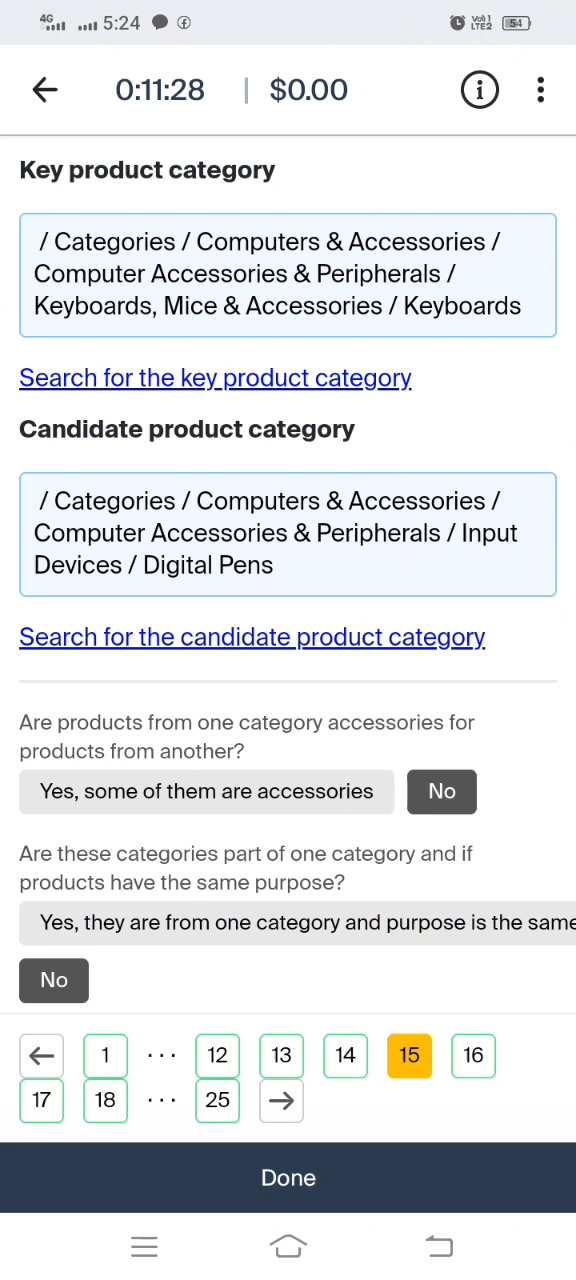 4G 5:24 Vo) 1 LTE2 54
0:11:28 | $0.00
Key product category
/ Categories / Computers & Accessories /
Computer Accessories & Peripherals /
Keyboards, Mice & Accessories / Keyboards
Search for the key product category
Candidate product category
/ Categories / Computers & Accessories /
Computer Accessories & Peripherals / Input
Devices / Digital Pens
Search for the candidate product category
Are products from one category accessories for
products from another?
Yes, some of them are accessories No
Are these categories part of one category and if
products have the same purpose?
Yes, they are from one category and purpose is the same
No
1 ... 12 13 14 15 16
17 18 ... 25
Done